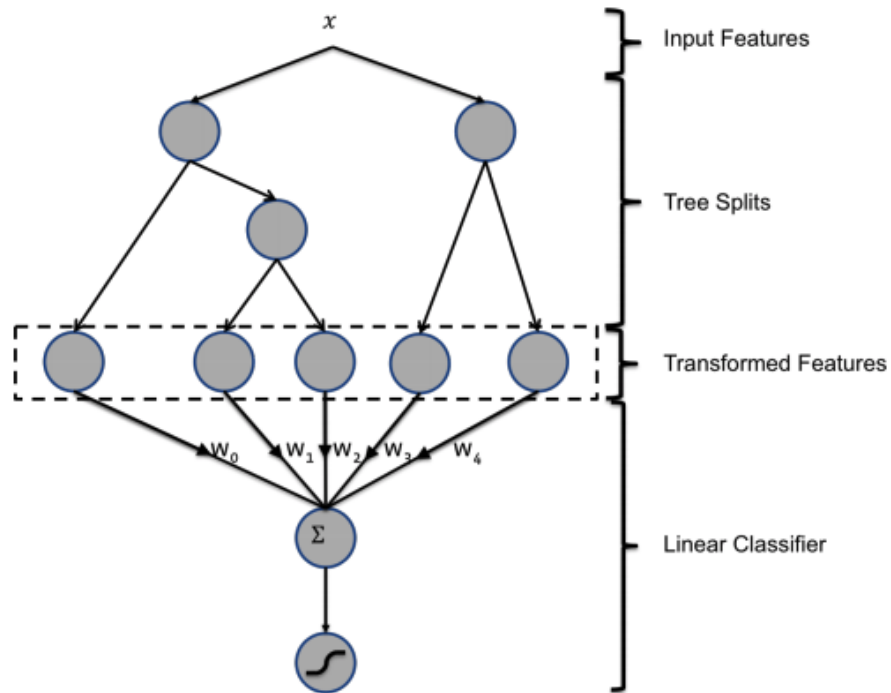 x
Input Features
Tree Splits
Transformed Features
W₀ W₁ W₂ W₃ W₄
Σ
Linear Classifier